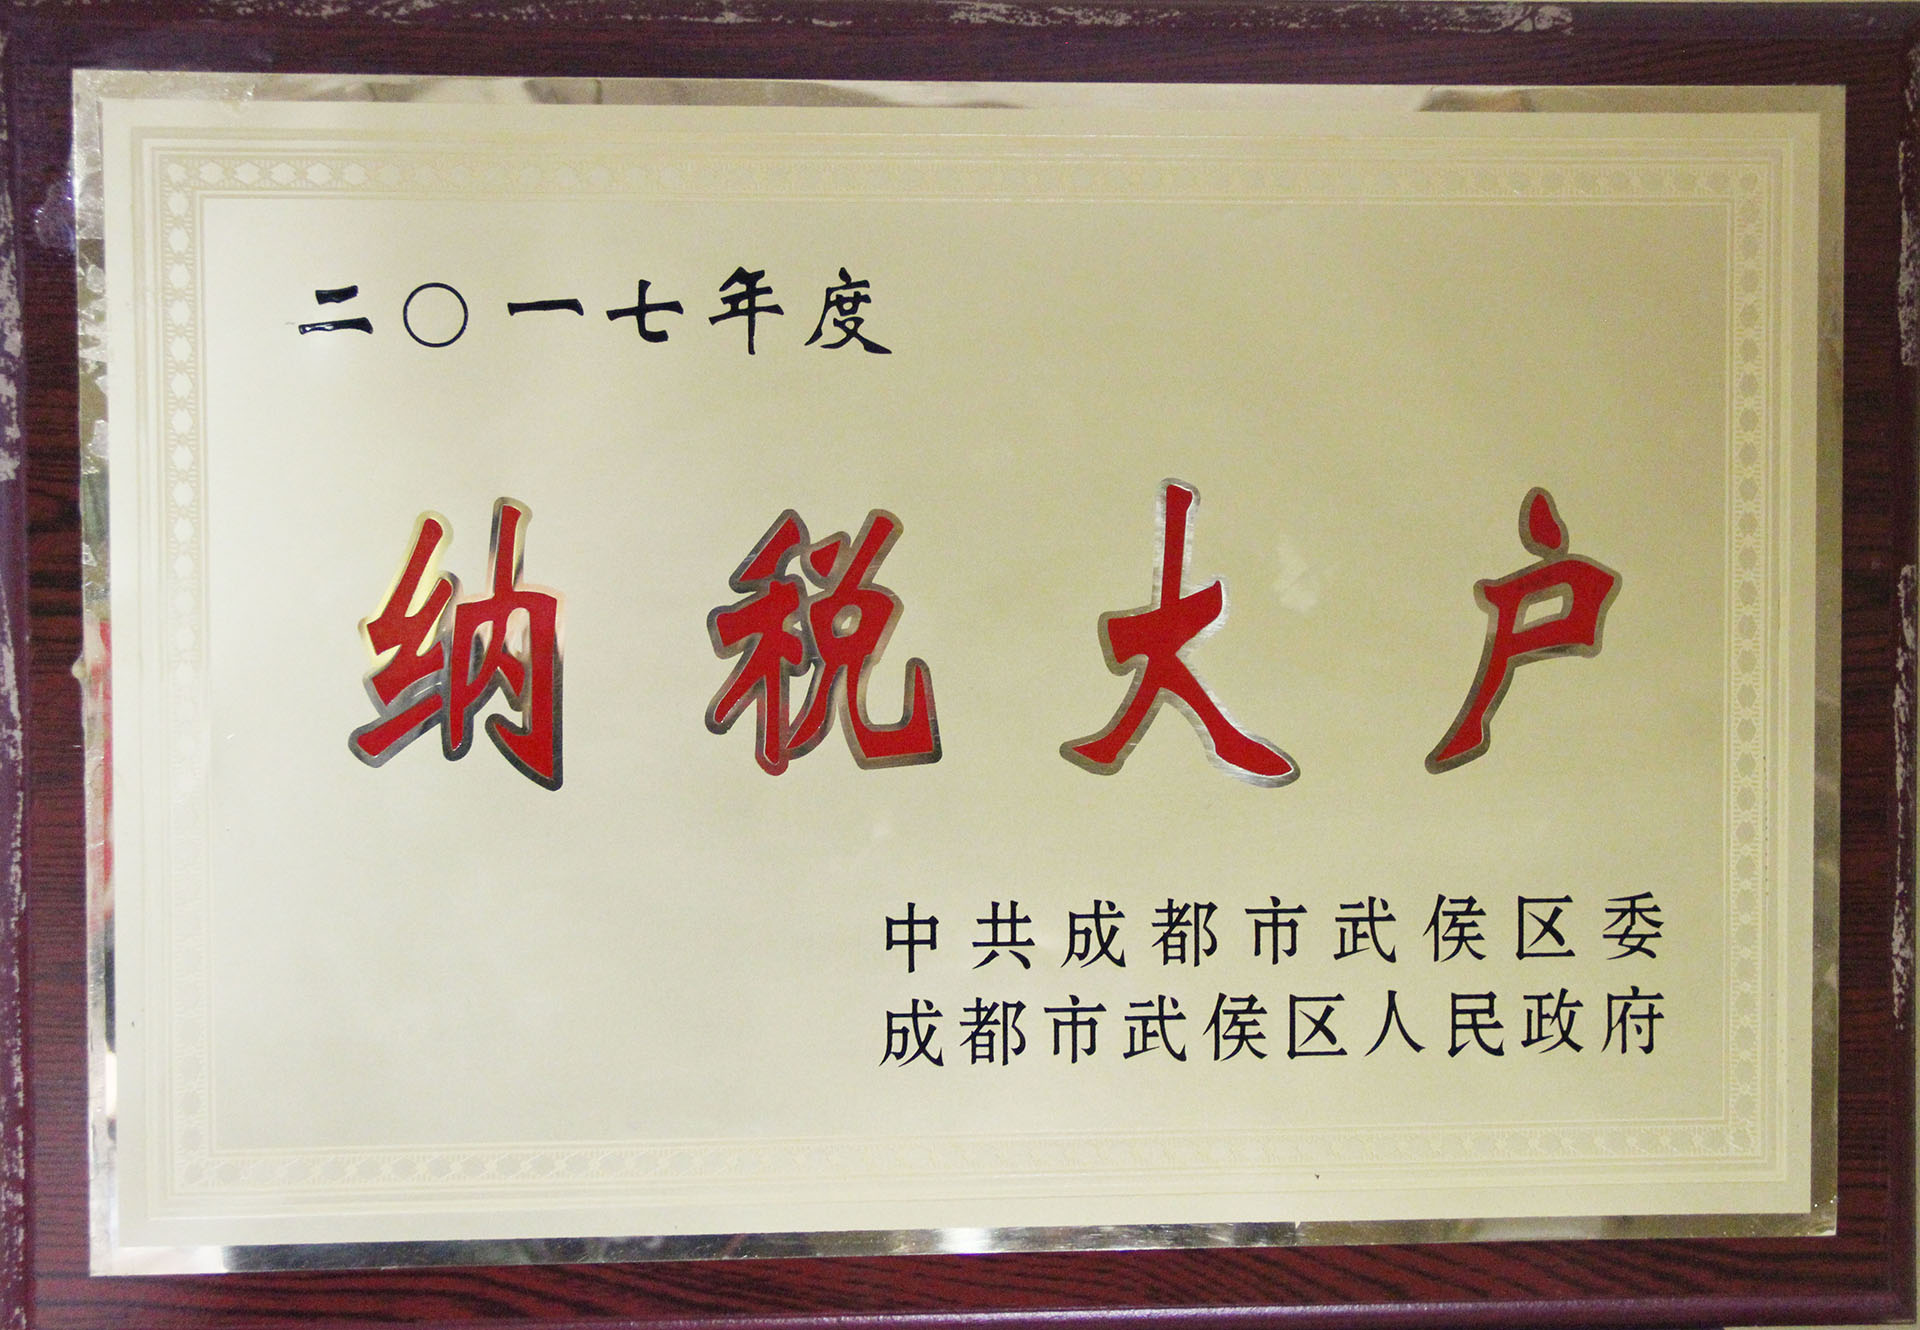 二〇一七年度
纳税大户
中共成都市武侯区委
成都市武侯区人民政府